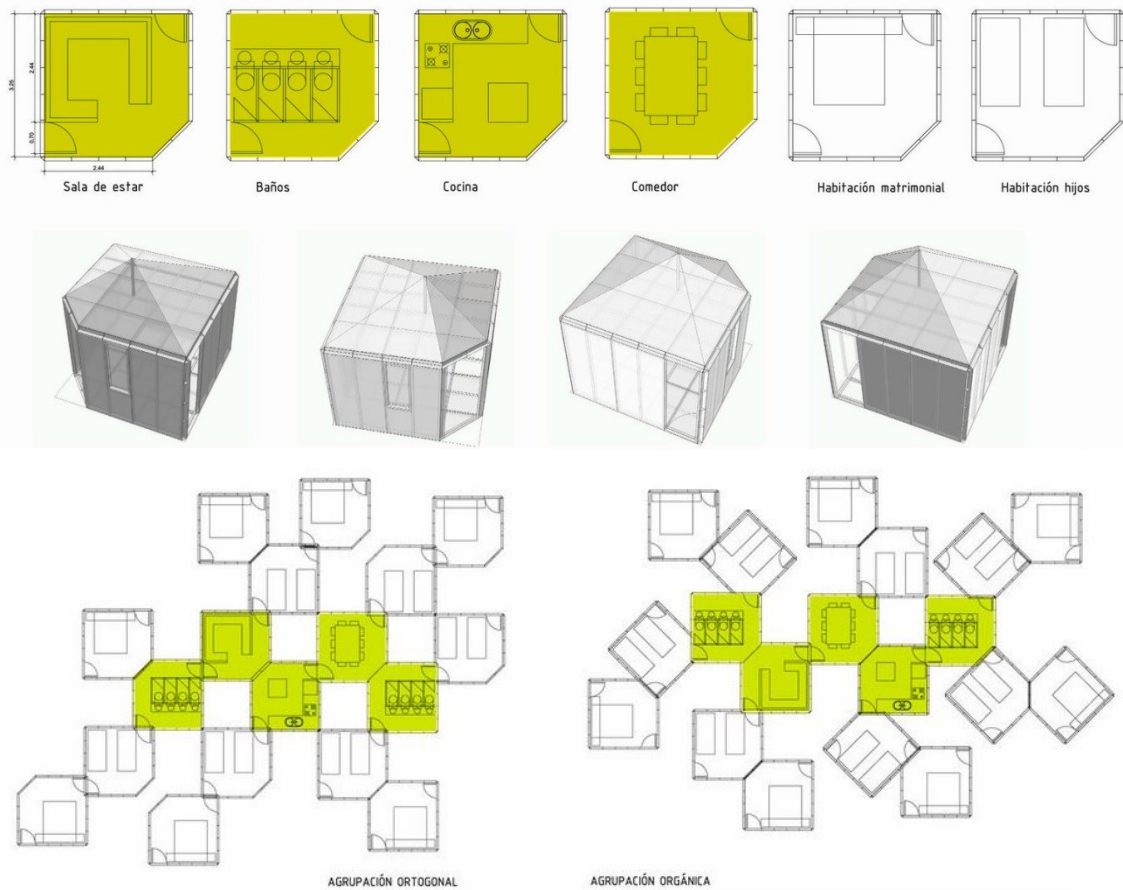 2.44
3.25
0.70
2.44
Sala de estar
Baños
Cocina
Comedor
Habitación matrimonial
Habitación hijos
AGRUPACIÓN ORTOGONAL
AGRUPACIÓN ORGÁNICA